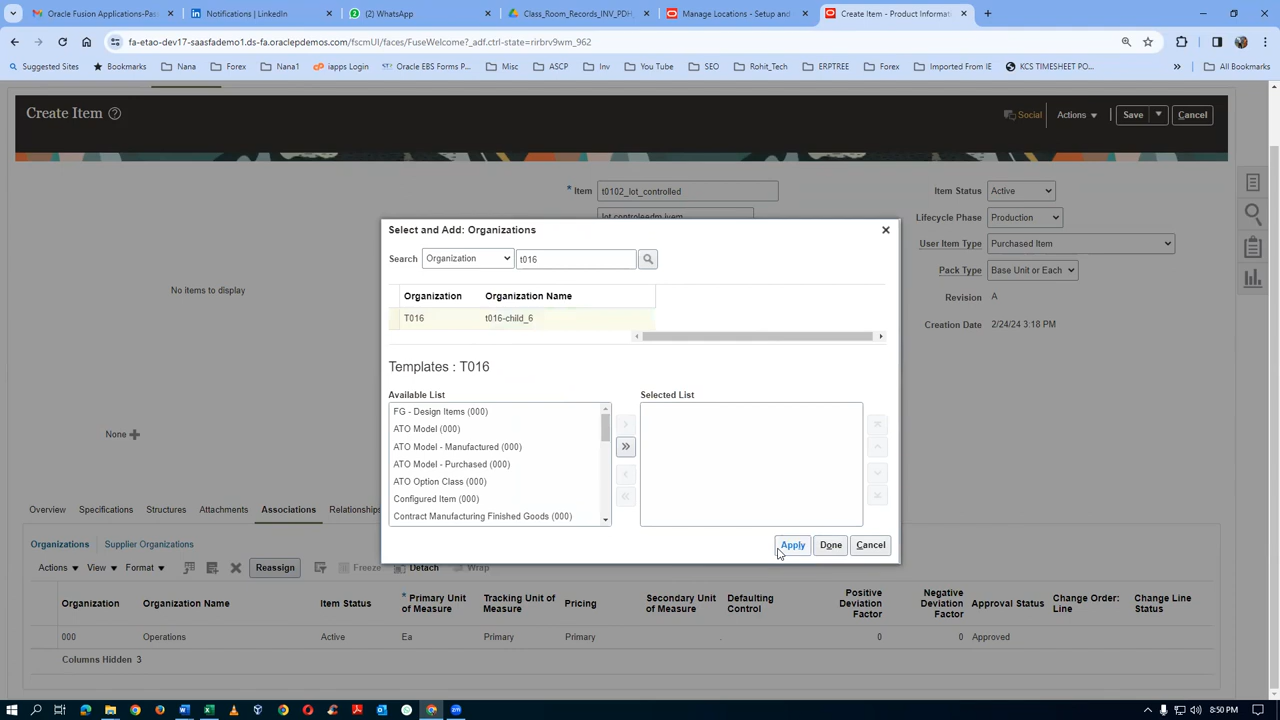 Oracle Fusion Applications-Pas
Notifications | LinkedIn
(2) WhatsApp
Class_Room_Records_INV_PDH_
Manage Locations - Setup and
Create Item - Product Informati
fa-etao-dev17-saasfademo1.ds-fa.oraclepdemos.com/fscmUI/faces/FuseWelcome?_adf.ctrl-state=rirbrv9wm_962
Suggested Sites
Bookmarks
Nana
Forex
Nana1
iapps Login
Oracle EBS Forms P...
Misc
ASCP
Inv
You Tube
SEO
Rohit_Tech
ERPTREE
Forex
Imported From IE
KCS TIMESHEET PO...
»
All Bookmarks
Create Item
Social
Actions
Save
Cancel
* Item t0102_lot_controlled
Item Status Active
Lifecycle Phase Production
User Item Type Purchased Item
Pack Type Base Unit or Each
Revision A
Creation Date 2/24/24 3:18 PM
No items to display
None
Select and Add: Organizations
Search Organization t016
Organization Organization Name
T016 t016-child_6
Templates : T016
Available List
Selected List
FG - Design Items (000)
ATO Model (000)
ATO Model - Manufactured (000)
ATO Model - Purchased (000)
ATO Option Class (000)
Configured Item (000)
Contract Manufacturing Finished Goods (000)
Apply Done Cancel
Overview Specifications Structures Attachments Associations Relationships
Organizations Supplier Organizations
Actions View Format Reassign Freeze Detach Wrap
Organization
Organization Name
Item Status
* Primary Unit of Measure
Tracking Unit of Measure
Pricing
Secondary Unit of Measure
Defaulting Control
Positive Deviation Factor
Negative Deviation Factor
Approval Status
Change Order: Line
Change Line Status
000 Operations Active Ea Primary Primary 0 0 Approved
Columns Hidden 3
8:50 PM